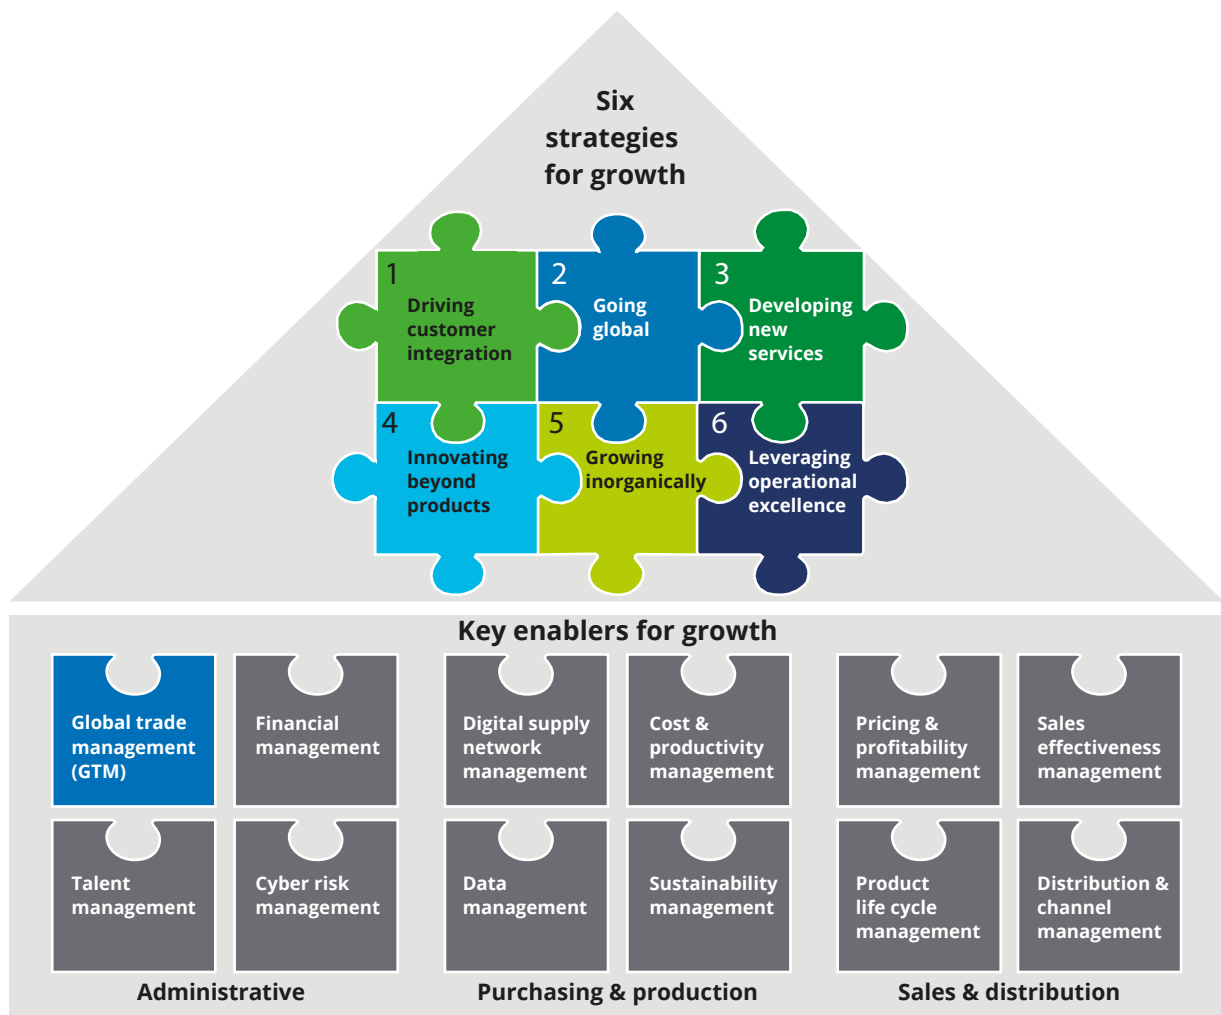 Six
strategies
for growth
1
Driving
customer
integration
2
Going
global
3
Developing
new
services
4
Innovating
beyond
products
5
Growing
inorganically
6
Leveraging
operational
excellence
Key enablers for growth
Global trade
management
(GTM)
Financial
management
Digital supply
network
management
Cost &
productivity
management
Pricing &
profitability
management
Sales
effectiveness
management
Talent
management
Cyber risk
management
Data
management
Sustainability
management
Product
life cycle
management
Distribution &
channel
management
Administrative
Purchasing & production
Sales & distribution